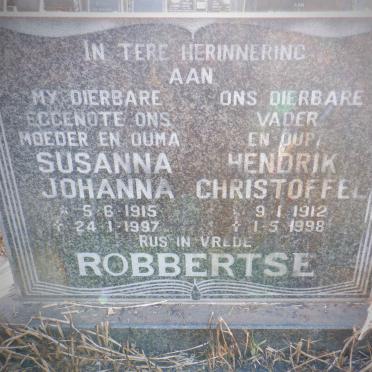 IN TERE HERINNERING
AAN
MY DIERBARE
EGGENOTE ONS
MOEDER EN OUMA
SUSANNA
JOHANNA
* 5·6·1915
† 24·1·1997
ONS DIERBARE
VADER
EN OUPA
HENDRIK
CHRISTOFFEL
* 9·1·1912
† 1·5·1998
RUS IN VREDE
ROBBERTSE